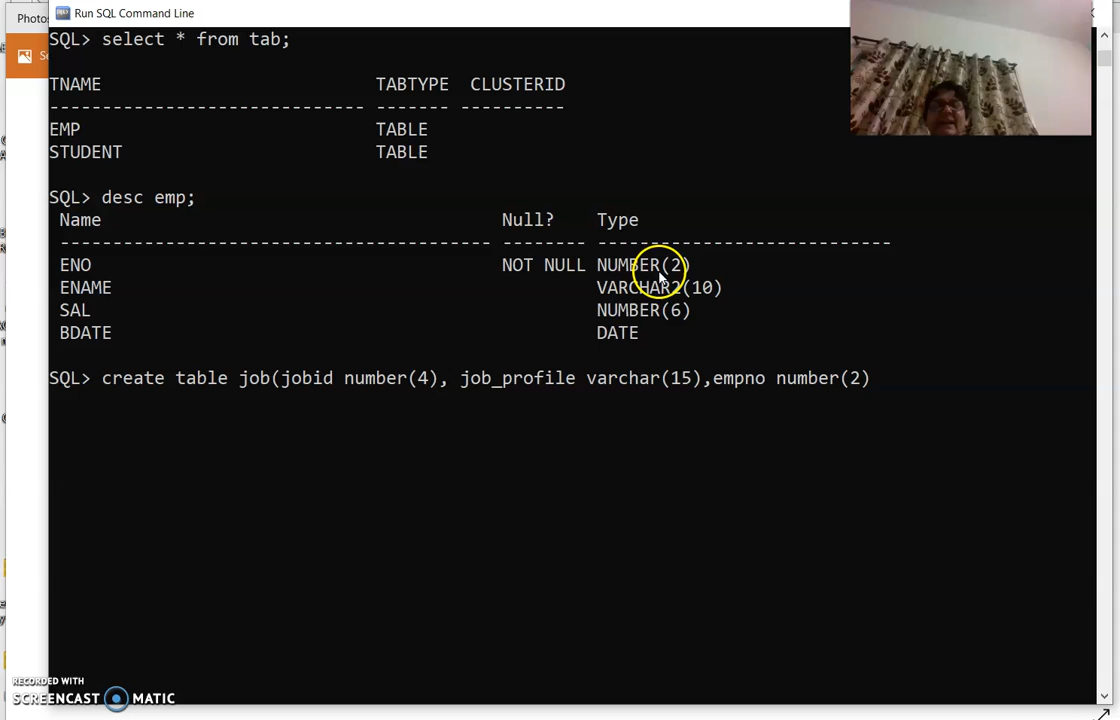 Photos
Run SQL Command Line
SQL> select * from tab;
TNAME                          TABTYPE  CLUSTERID
------------------------------ ------- ----------
EMP                            TABLE
STUDENT                        TABLE
SQL> desc emp;
Name                                      Null?    Type
----------------------------------------- -------- ----------------------------
ENO                                       NOT NULL NUMBER(2)
ENAME                                              VARCHAR2(10)
SAL                                                NUMBER(6)
BDATE                                              DATE
SQL> create table job(jobid number(4), job_profile varchar(15),empno number(2)
RECORDED WITH
SCREENCAST MATIC